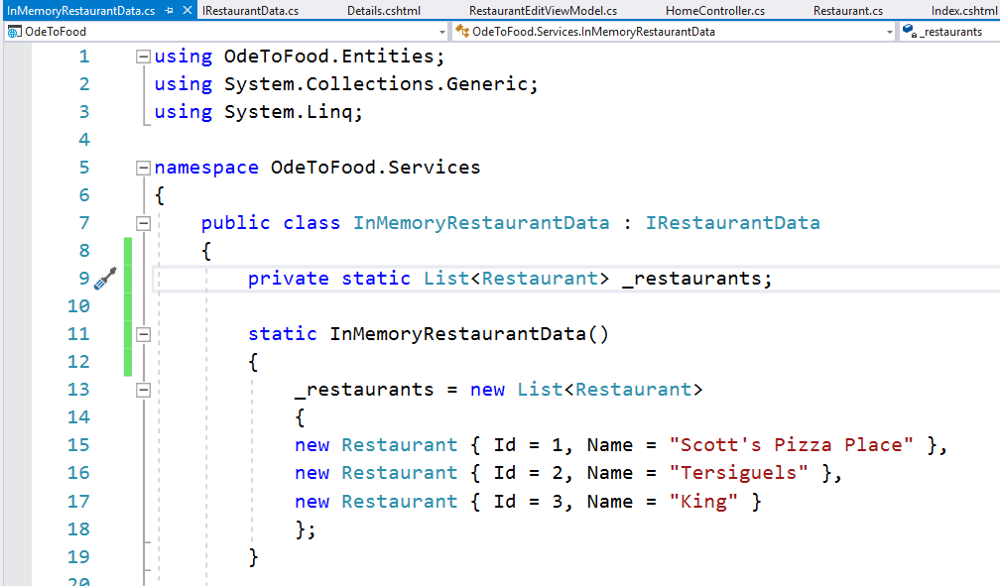 InMemoryRestaurantData.cs IRestaurantData.cs Details.cshtml RestaurantEditViewModel.cs HomeController.cs Restaurant.cs Index.cshtml
OdeToFood OdeToFood.Services.InMemoryRestaurantData _restaurants
1 using OdeToFood.Entities;
2 using System.Collections.Generic;
3 using System.Linq;
4
5 namespace OdeToFood.Services
6 {
7 public class InMemoryRestaurantData : IRestaurantData
8 {
9 private static List<Restaurant> _restaurants;
10
11 static InMemoryRestaurantData()
12 {
13 _restaurants = new List<Restaurant>
14 {
15 new Restaurant { Id = 1, Name = "Scott's Pizza Place" },
16 new Restaurant { Id = 2, Name = "Tersiguels" },
17 new Restaurant { Id = 3, Name = "King" }
18 };
19 }
20